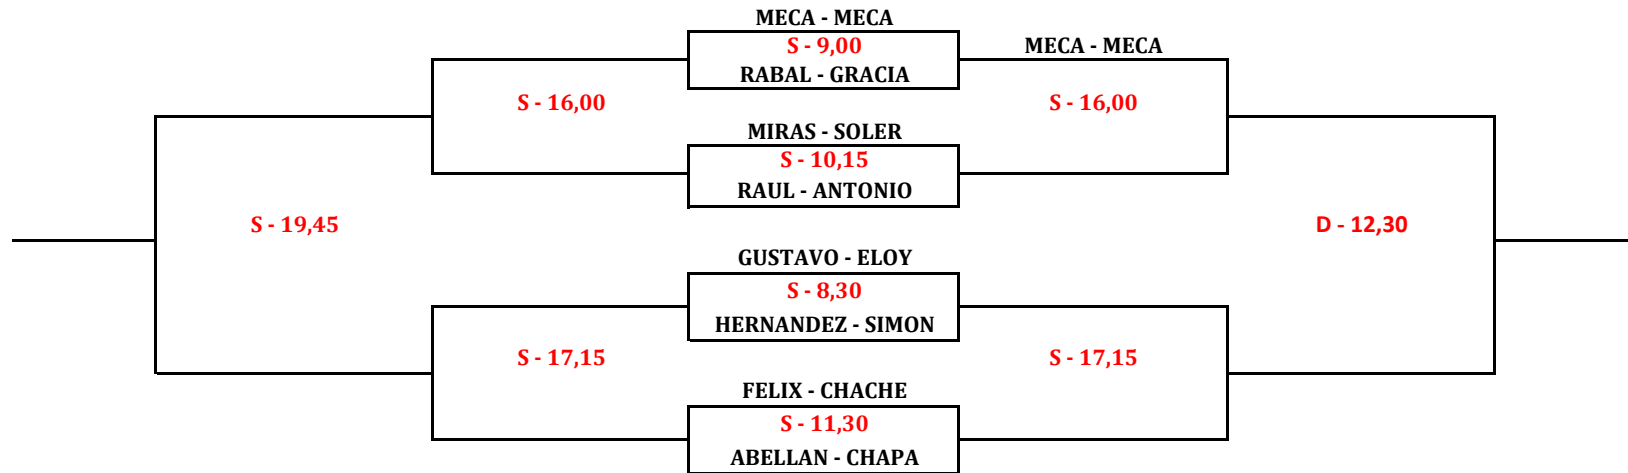 MECA - MECA
S - 9,00
MECA - MECA
RABAL - GRACIA
S - 16,00
S - 16,00
MIRAS - SOLER
S - 10,15
RAUL - ANTONIO
S - 19,45
D - 12,30
GUSTAVO - ELOY
S - 8,30
HERNANDEZ - SIMON
S - 17,15
S - 17,15
FELIX - CHACHE
S - 11,30
ABELLAN - CHAPA